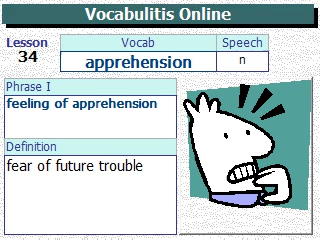 Vocabulitis Online
Lesson Vocab Speech
34 apprehension n
Phrase I
feeling of apprehension
Definition
fear of future trouble